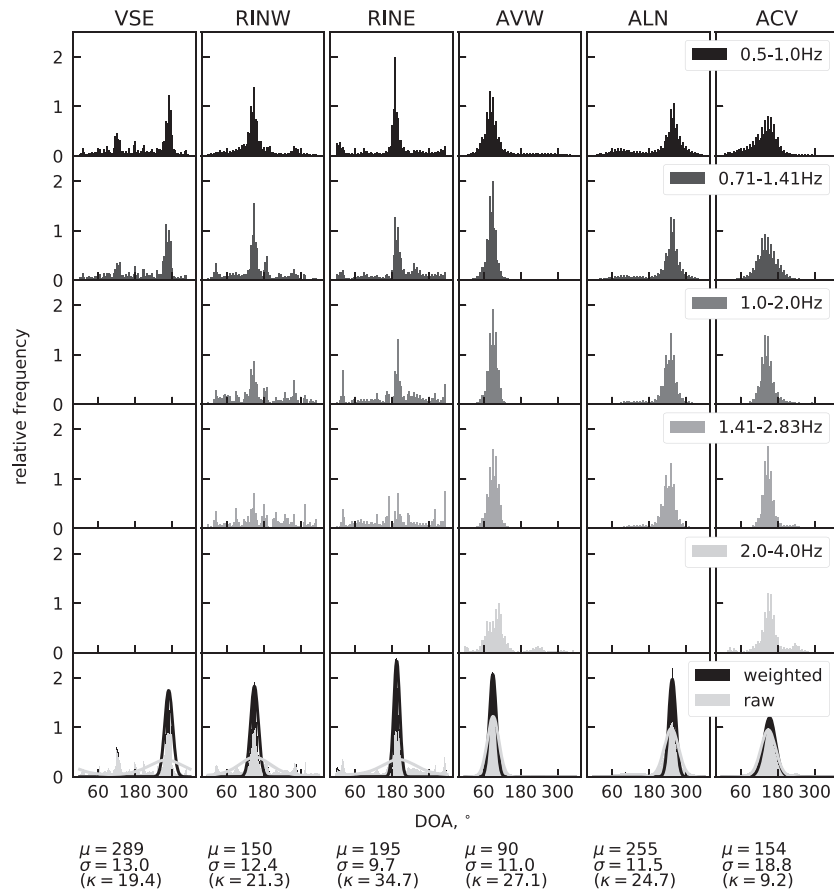 VSE RINW RINE AVW ALN ACV
2
1
0
0.5-1.0Hz
2
1
0
0.71-1.41Hz
2
1
0
1.0-2.0Hz
2
1
0
1.41-2.83Hz
2
1
0
2.0-4.0Hz
2
1
0
weighted
raw
relative frequency
60 180 300 60 180 300 60 180 300 60 180 300 60 180 300 60 180 300
DOA, °
μ = 289 μ = 150 μ = 195 μ = 90 μ = 255 μ = 154
σ = 13.0 σ = 12.4 σ = 9.7 σ = 11.0 σ = 11.5 σ = 18.8
(κ = 19.4) (κ = 21.3) (κ = 34.7) (κ = 27.1) (κ = 24.7) (κ = 9.2)